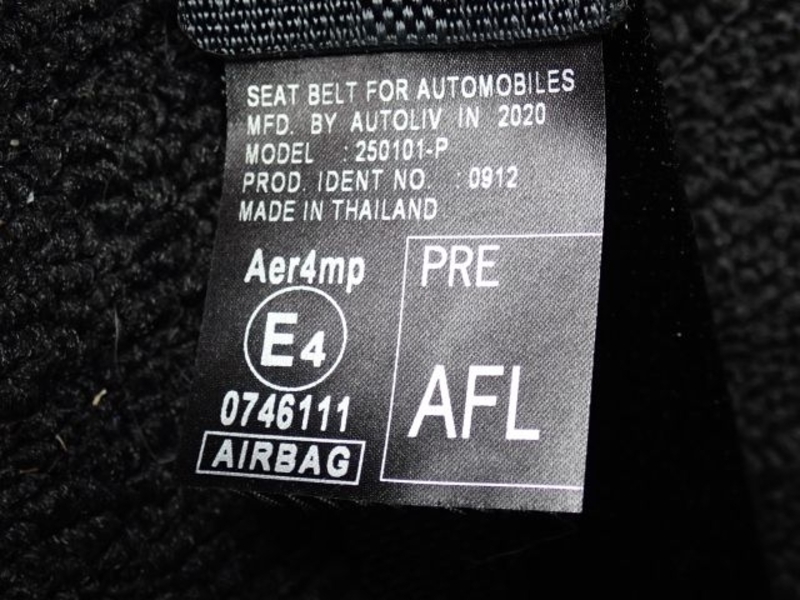 SEAT BELT FOR AUTOMOBILES
MFD. BY AUTOLIV IN 2020
MODEL : 250101-P
PROD. IDENT NO. : 0912
MADE IN THAILAND
Aer4mp
E4
0746111
AIRBAG
PRE
AFL